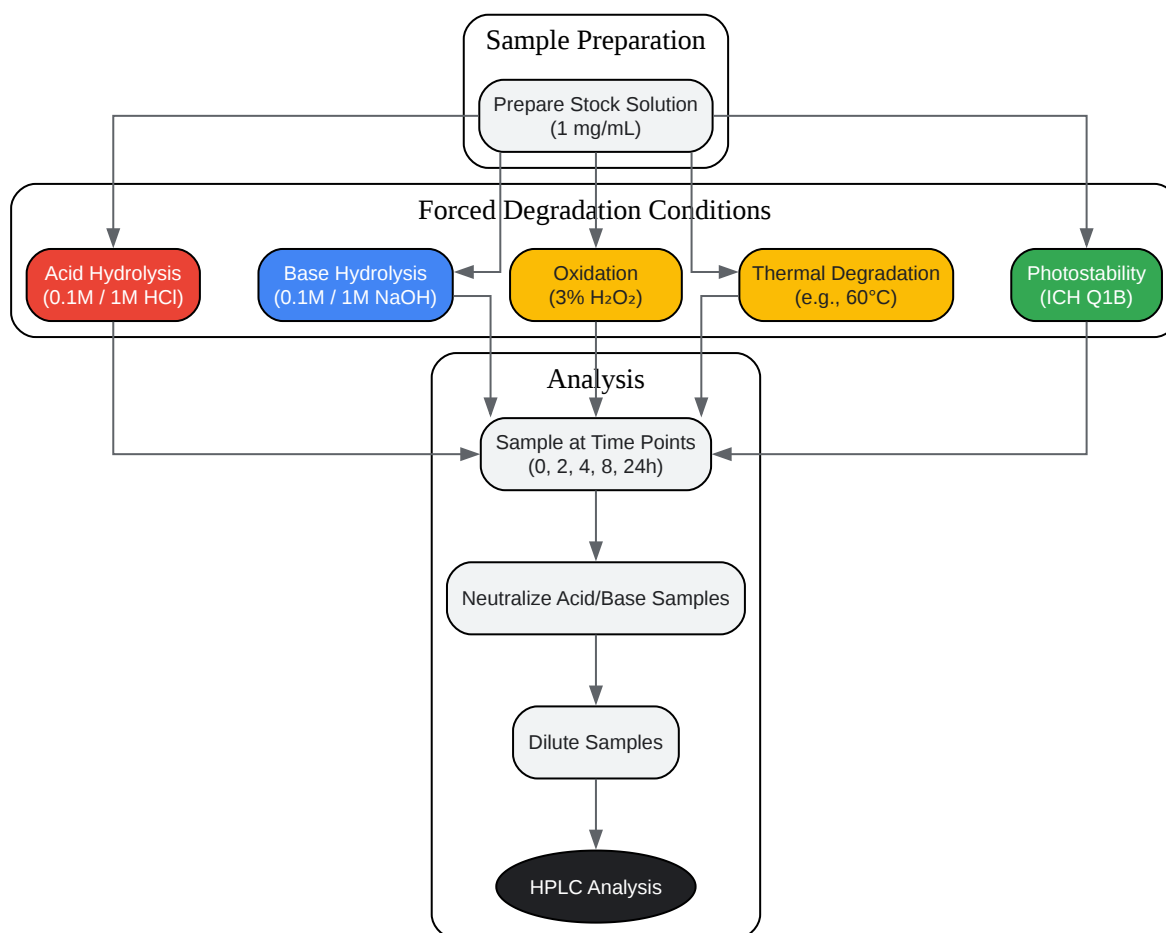 Sample Preparation
Prepare Stock Solution
(1 mg/mL)
Forced Degradation Conditions
Acid Hydrolysis
(0.1M / 1M HCl)
Base Hydrolysis
(0.1M / 1M NaOH)
Oxidation
(3% H₂O₂)
Thermal Degradation
(e.g., 60°C)
Photostability
(ICH Q1B)
Analysis
Sample at Time Points
(0, 2, 4, 8, 24h)
Neutralize Acid/Base Samples
Dilute Samples
HPLC Analysis